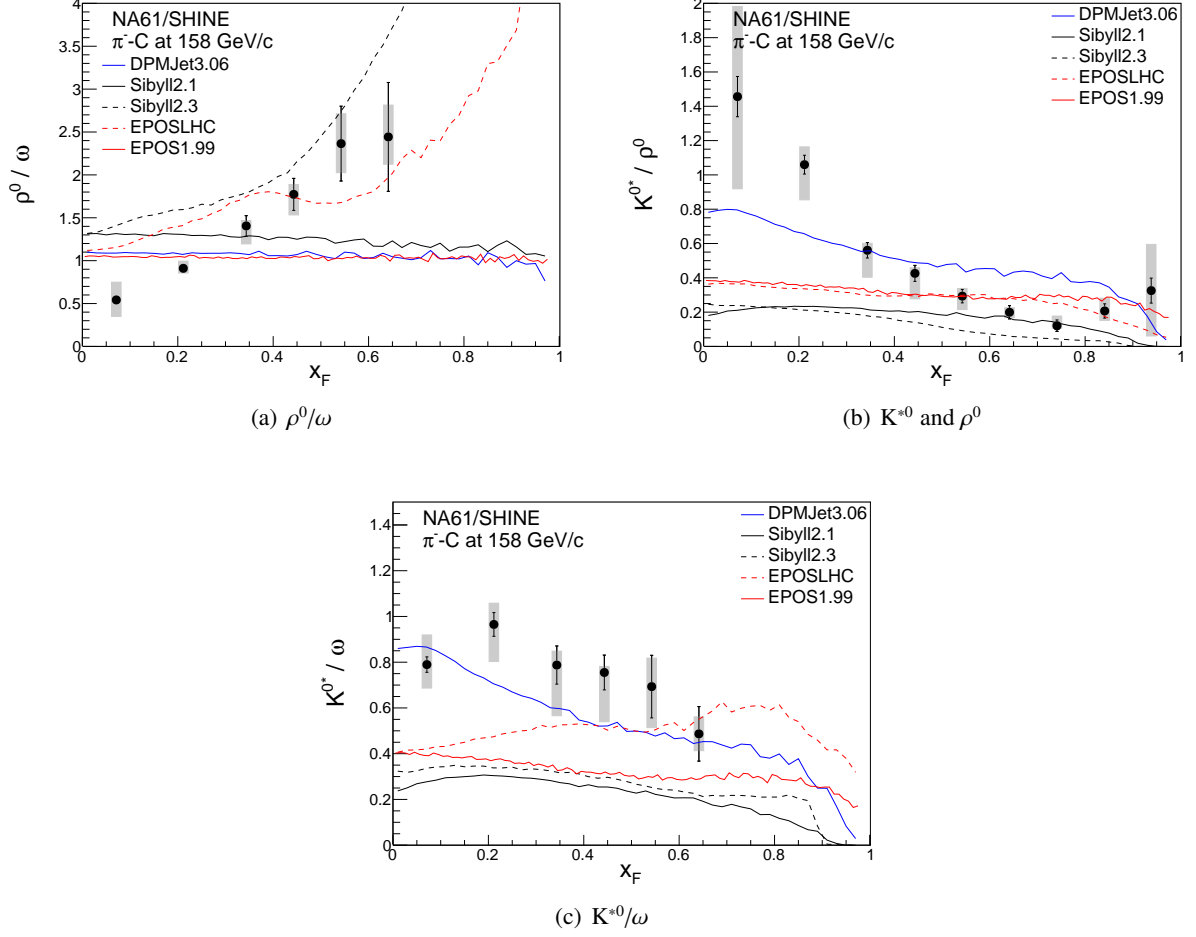 NA61/SHINE
π⁻-C at 158 GeV/c
DPMJet3.06
Sibyll2.1
Sibyll2.3
EPOSLHC
EPOS1.99
ρ⁰ / ω
4
3.5
3
2.5
2
1.5
1
0.5
0
0 0.2 0.4 0.6 0.8 1
x_F
(a) ρ⁰/ω
NA61/SHINE
π⁻-C at 158 GeV/c
DPMJet3.06
Sibyll2.1
Sibyll2.3
EPOSLHC
EPOS1.99
K⁰* / ρ⁰
2
1.8
1.6
1.4
1.2
1
0.8
0.6
0.4
0.2
0
0 0.2 0.4 0.6 0.8 1
x_F
(b) K*⁰ and ρ⁰
NA61/SHINE
π⁻-C at 158 GeV/c
DPMJet3.06
Sibyll2.1
Sibyll2.3
EPOSLHC
EPOS1.99
K⁰* / ω
1.4
1.2
1
0.8
0.6
0.4
0.2
0
0 0.2 0.4 0.6 0.8 1
x_F
(c) K*⁰/ω